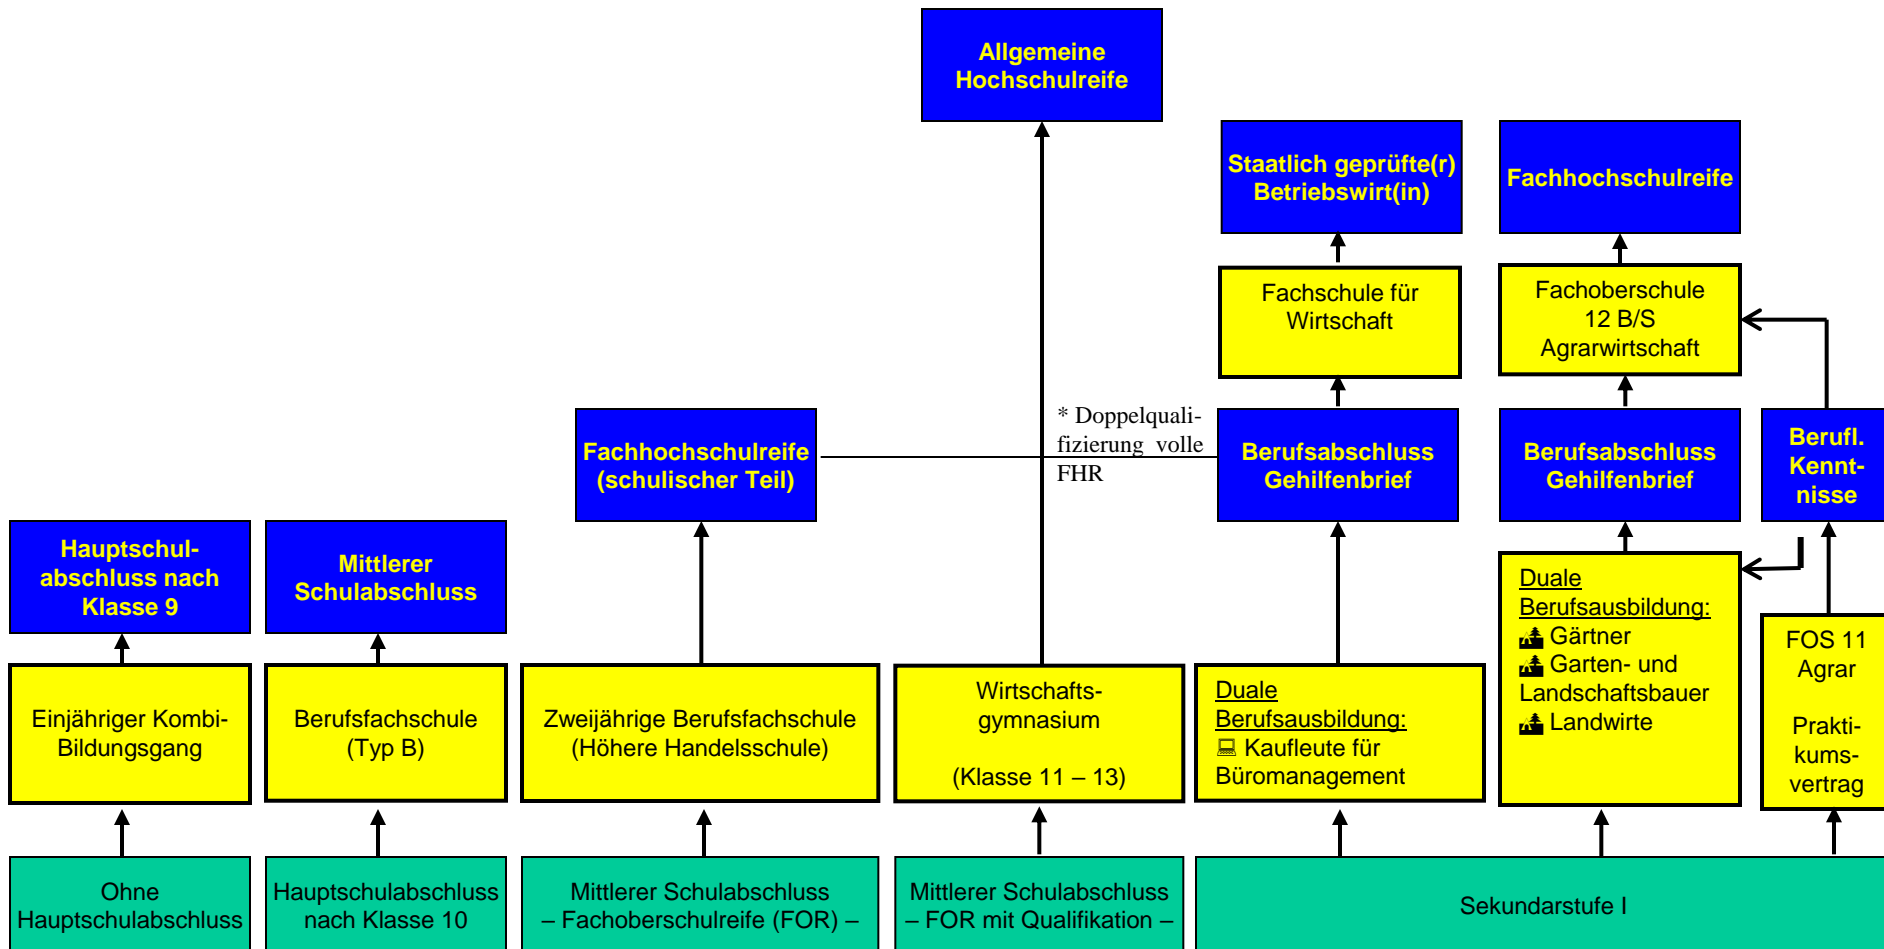 Allgemeine
Hochschulreife
Staatlich geprüfte(r)
Betriebswirt(in)
Fachhochschulreife
Fachschule für
Wirtschaft
Fachoberschule
12 B/S
Agrarwirtschaft
Fachhochschulreife
(schulischer Teil)
* Doppelquali-
fizierung volle
FHR
Berufsabschluss
Gehilfenbrief
Berufsabschluss
Gehilfenbrief
Berufl.
Kennt-
nisse
Hauptschul-
abschluss nach
Klasse 9
Mittlerer
Schulabschluss
Duale
Berufsausbildung:
Gärtner
Garten- und
Landschaftsbauer
Landwirte
FOS 11
Agrar
Prakti-
kums-
vertrag
Einjähriger Kombi-
Bildungsgang
Berufsfachschule
(Typ B)
Zweijährige Berufsfachschule
(Höhere Handelsschule)
Wirtschafts-
gymnasium
(Klasse 11 – 13)
Duale
Berufsausbildung:
Kaufleute für
Büromanagement
Ohne
Hauptschulabschluss
Hauptschulabschluss
nach Klasse 10
Mittlerer Schulabschluss
– Fachoberschulreife (FOR) –
Mittlerer Schulabschluss
– FOR mit Qualifikation –
Sekundarstufe I